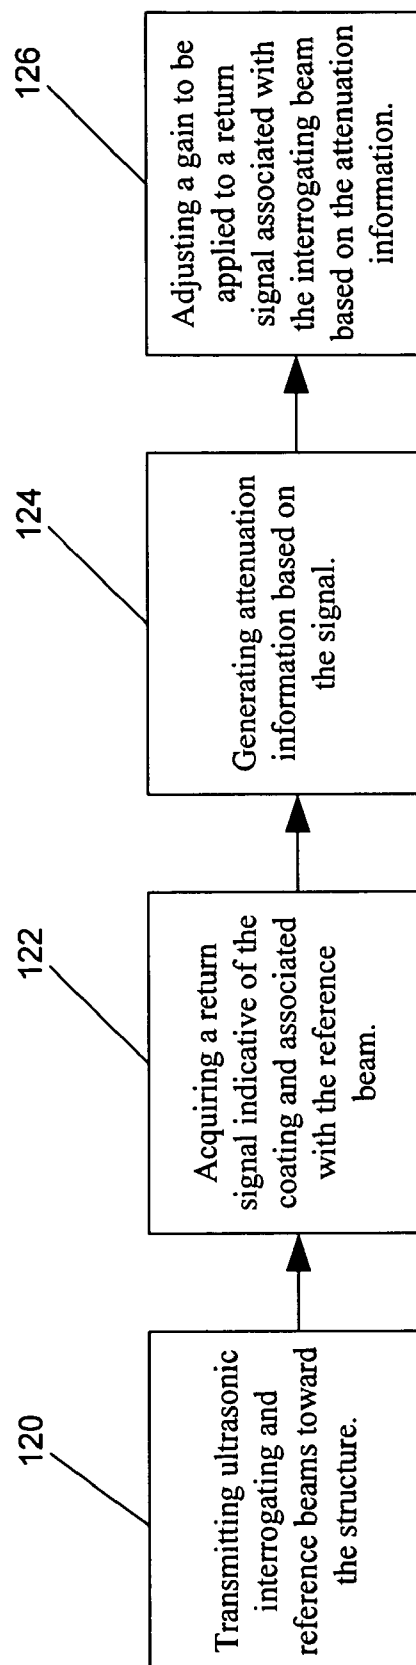 120
Transmitting ultrasonic
interrogating and
reference beams toward
the structure.
122
Acquiring a return
signal indicative of the
coating and associated
with the reference
beam.
124
Generating attenuation
information based on
the signal.
126
Adjusting a gain to be
applied to a return
signal associated with
the interrogating beam
based on the attenuation
information.